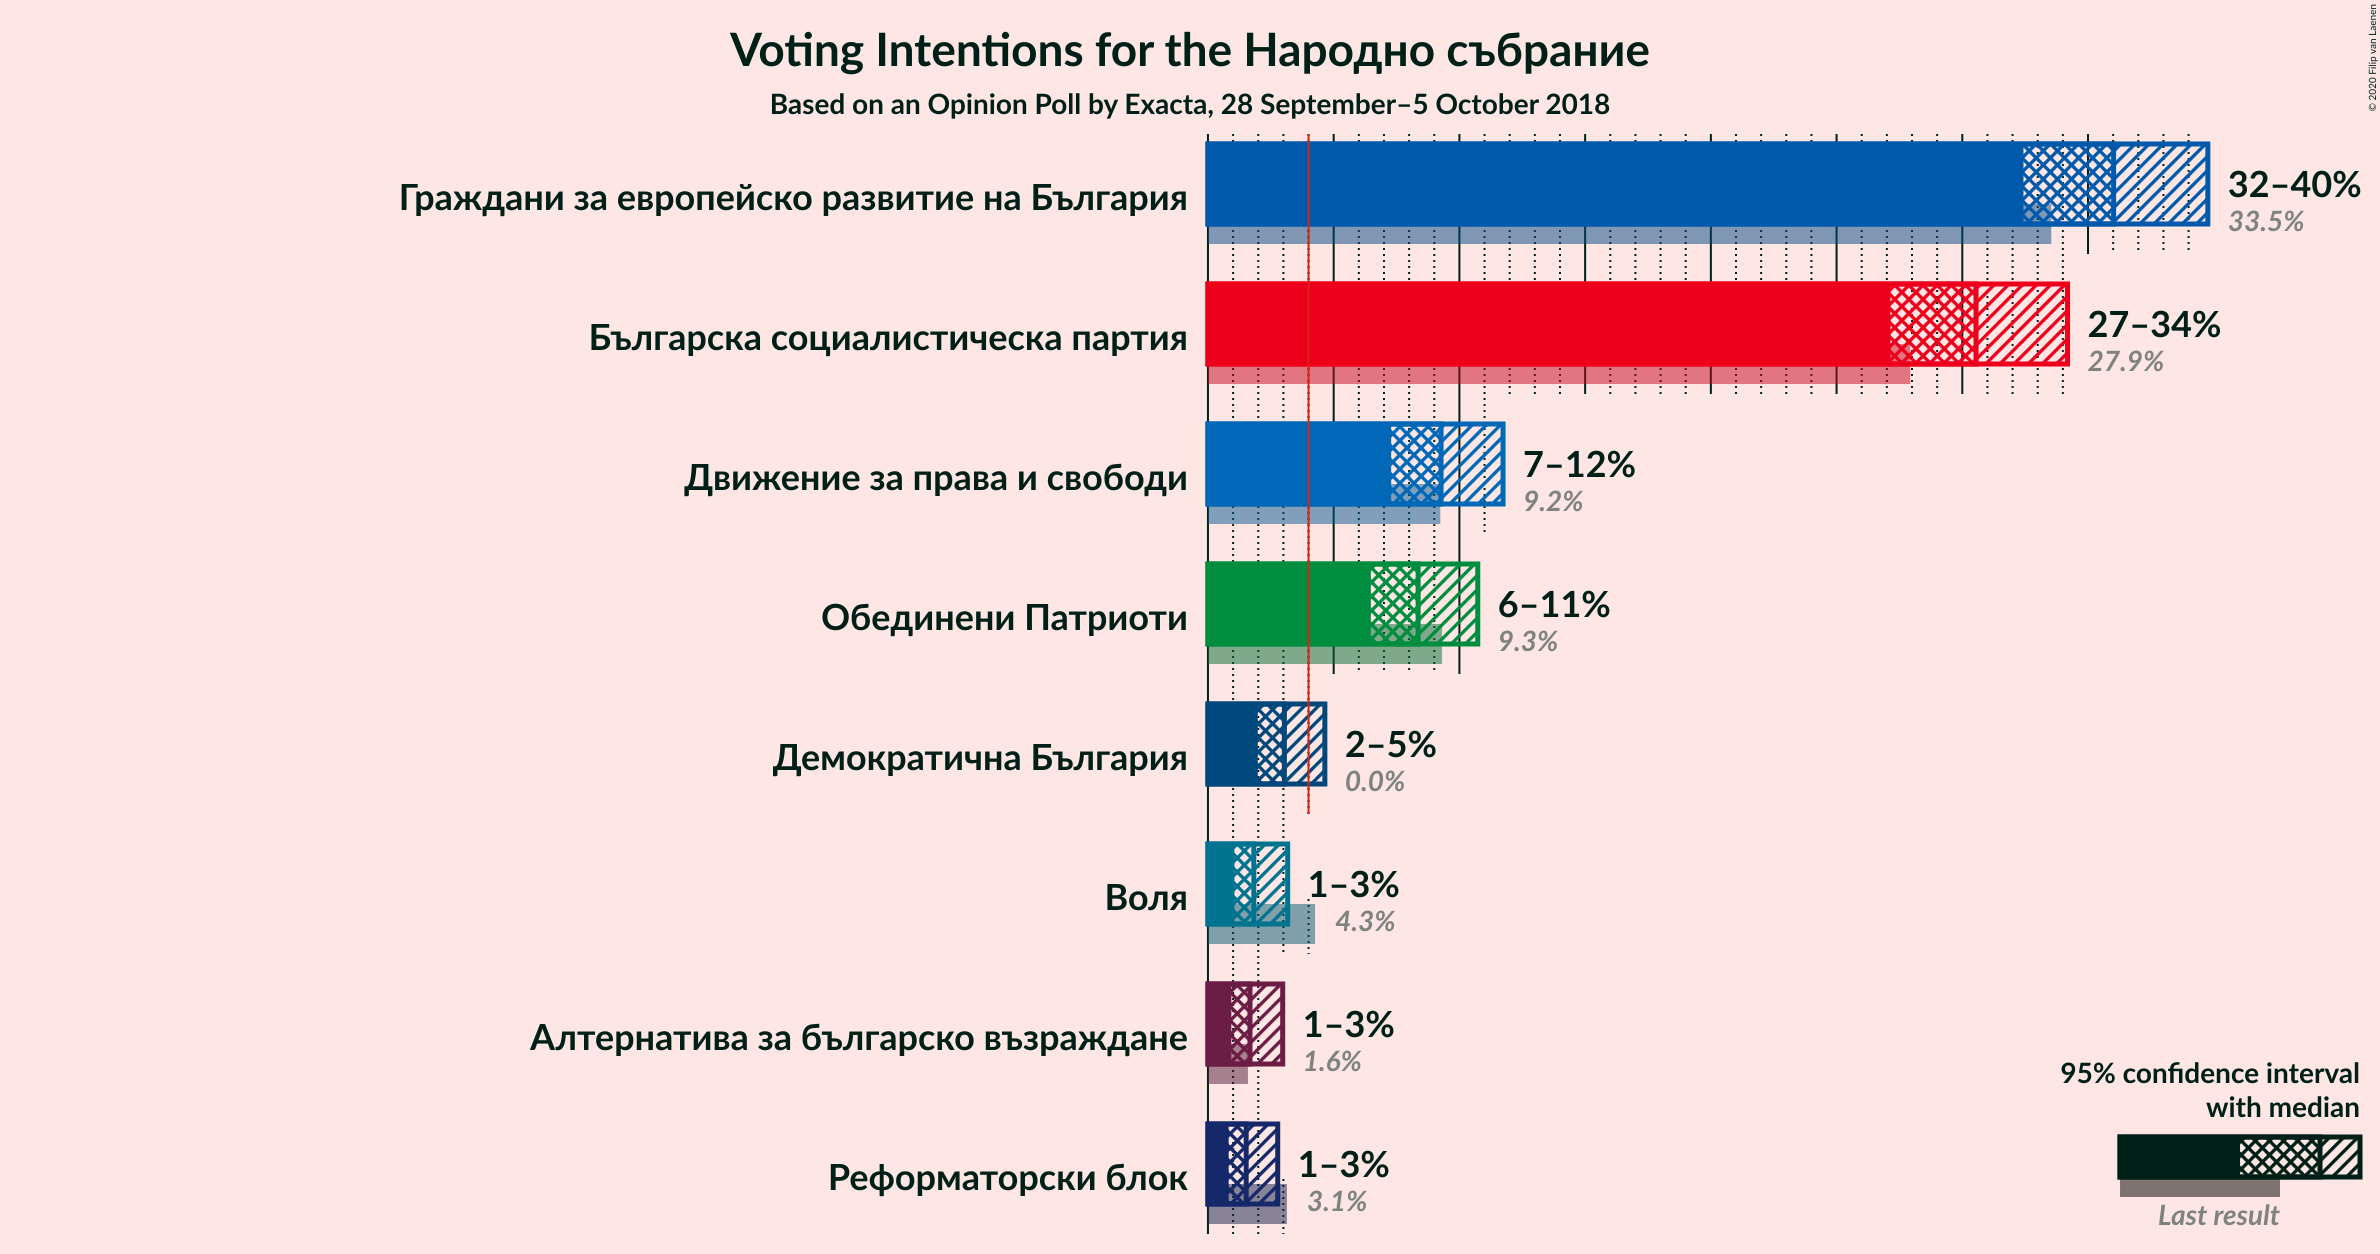 Voting Intentions for the Народно събрание
Based on an Opinion Poll by Exacta, 28 September–5 October 2018
© 2020 Filip van Laenen
Граждани за европейско развитие на България
32–40%
33.5%
Българска социалистическа партия
27–34%
27.9%
Движение за права и свободи
7–12%
9.2%
Обединени Патриоти
6–11%
9.3%
Демократична България
2–5%
0.0%
Воля
1–3%
4.3%
Алтернатива за българско възраждане
1–3%
1.6%
Реформаторски блок
1–3%
3.1%
95% confidence interval
with median
Last result